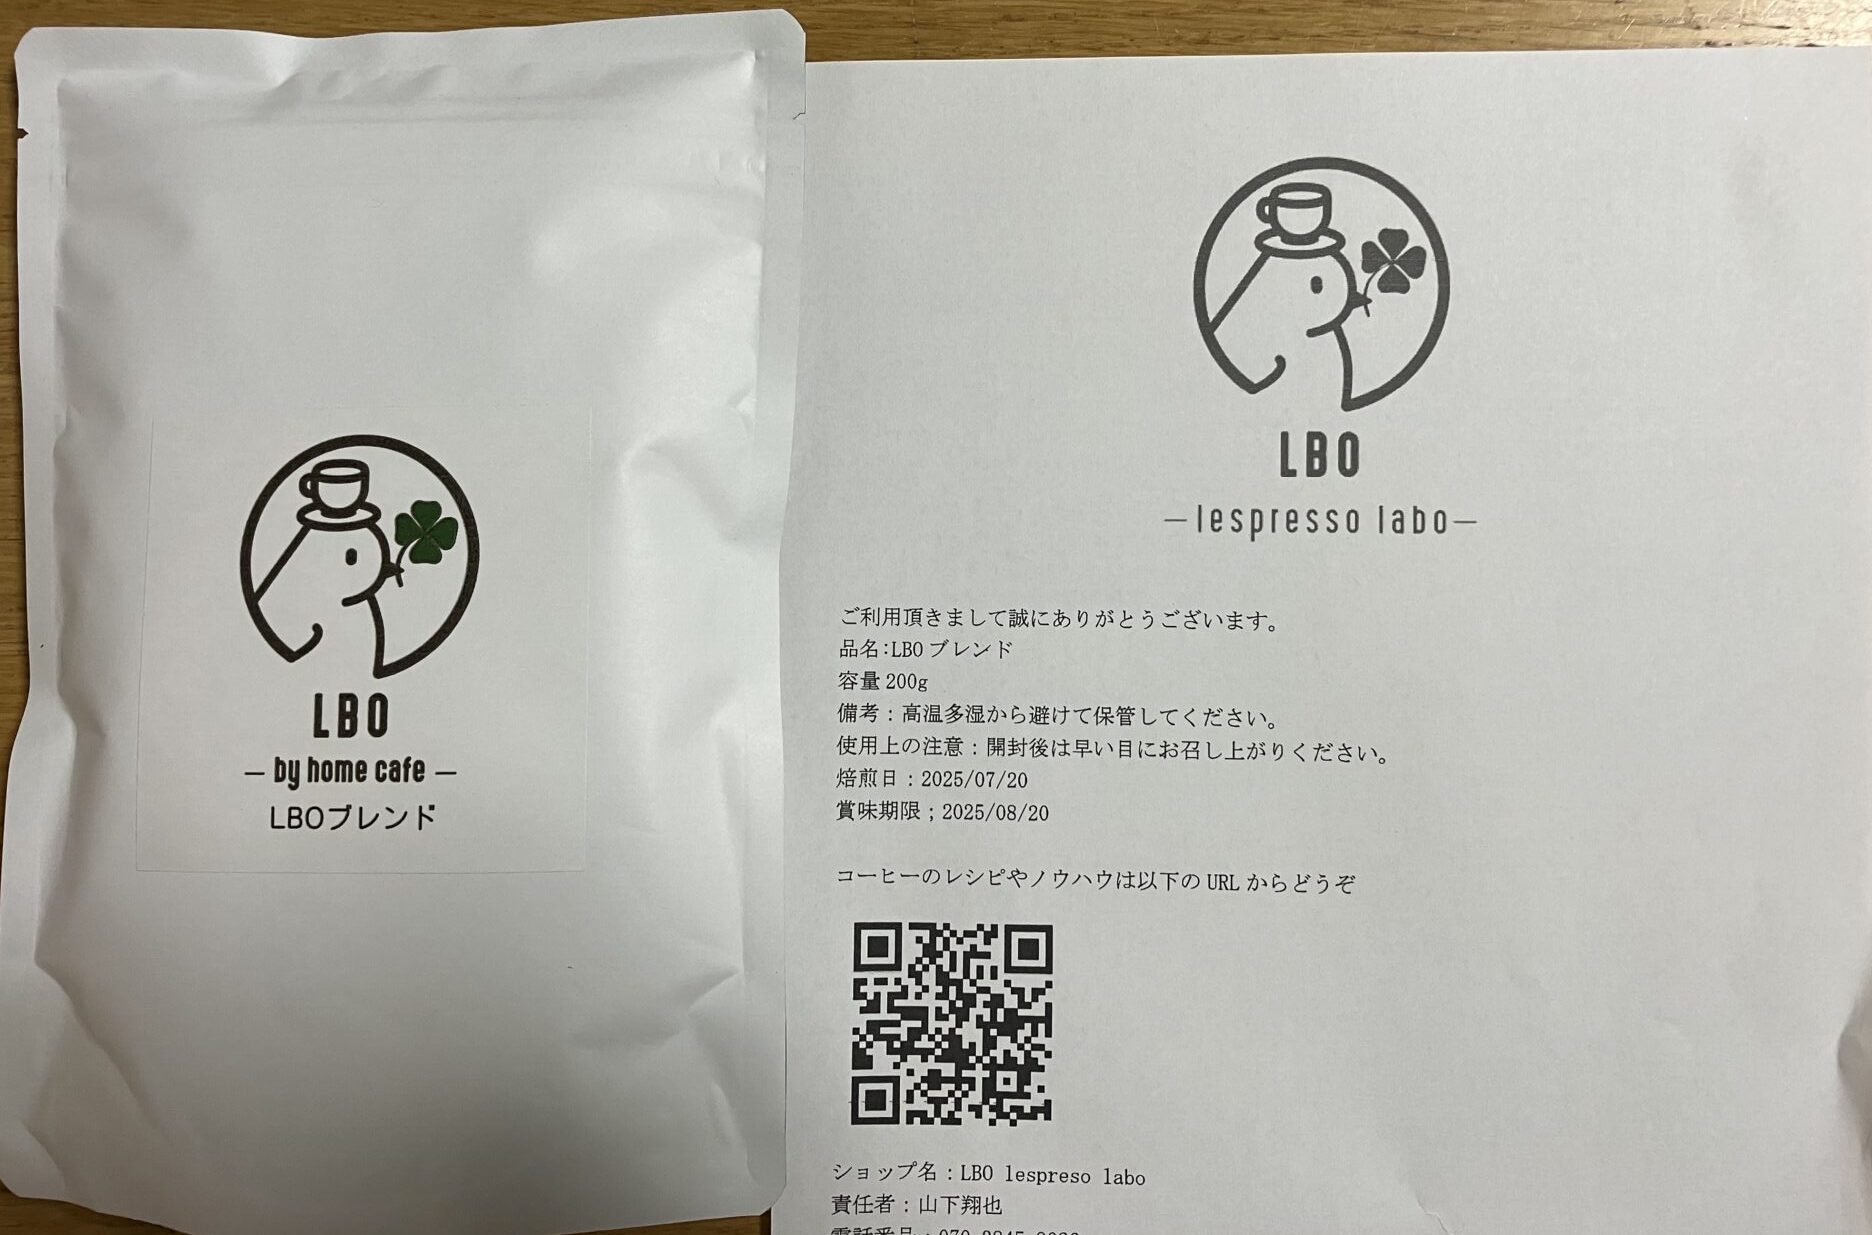 LBO
— by home cafe —
LBOブレンド
LBO
—lespresso labo—
ご利用頂きまして誠にありがとうございます。
品名:LBO ブレンド
容量 200g
備考：高温多湿から避けて保管してください。
使用上の注意：開封後は早い目にお召し上がりください。
焙煎日：2025/07/20
賞味期限；2025/08/20
コーヒーのレシピやノウハウは以下の URL からどうぞ
ショップ名：LBO lespreso labo
責任者：山下翔也
電話番号：070